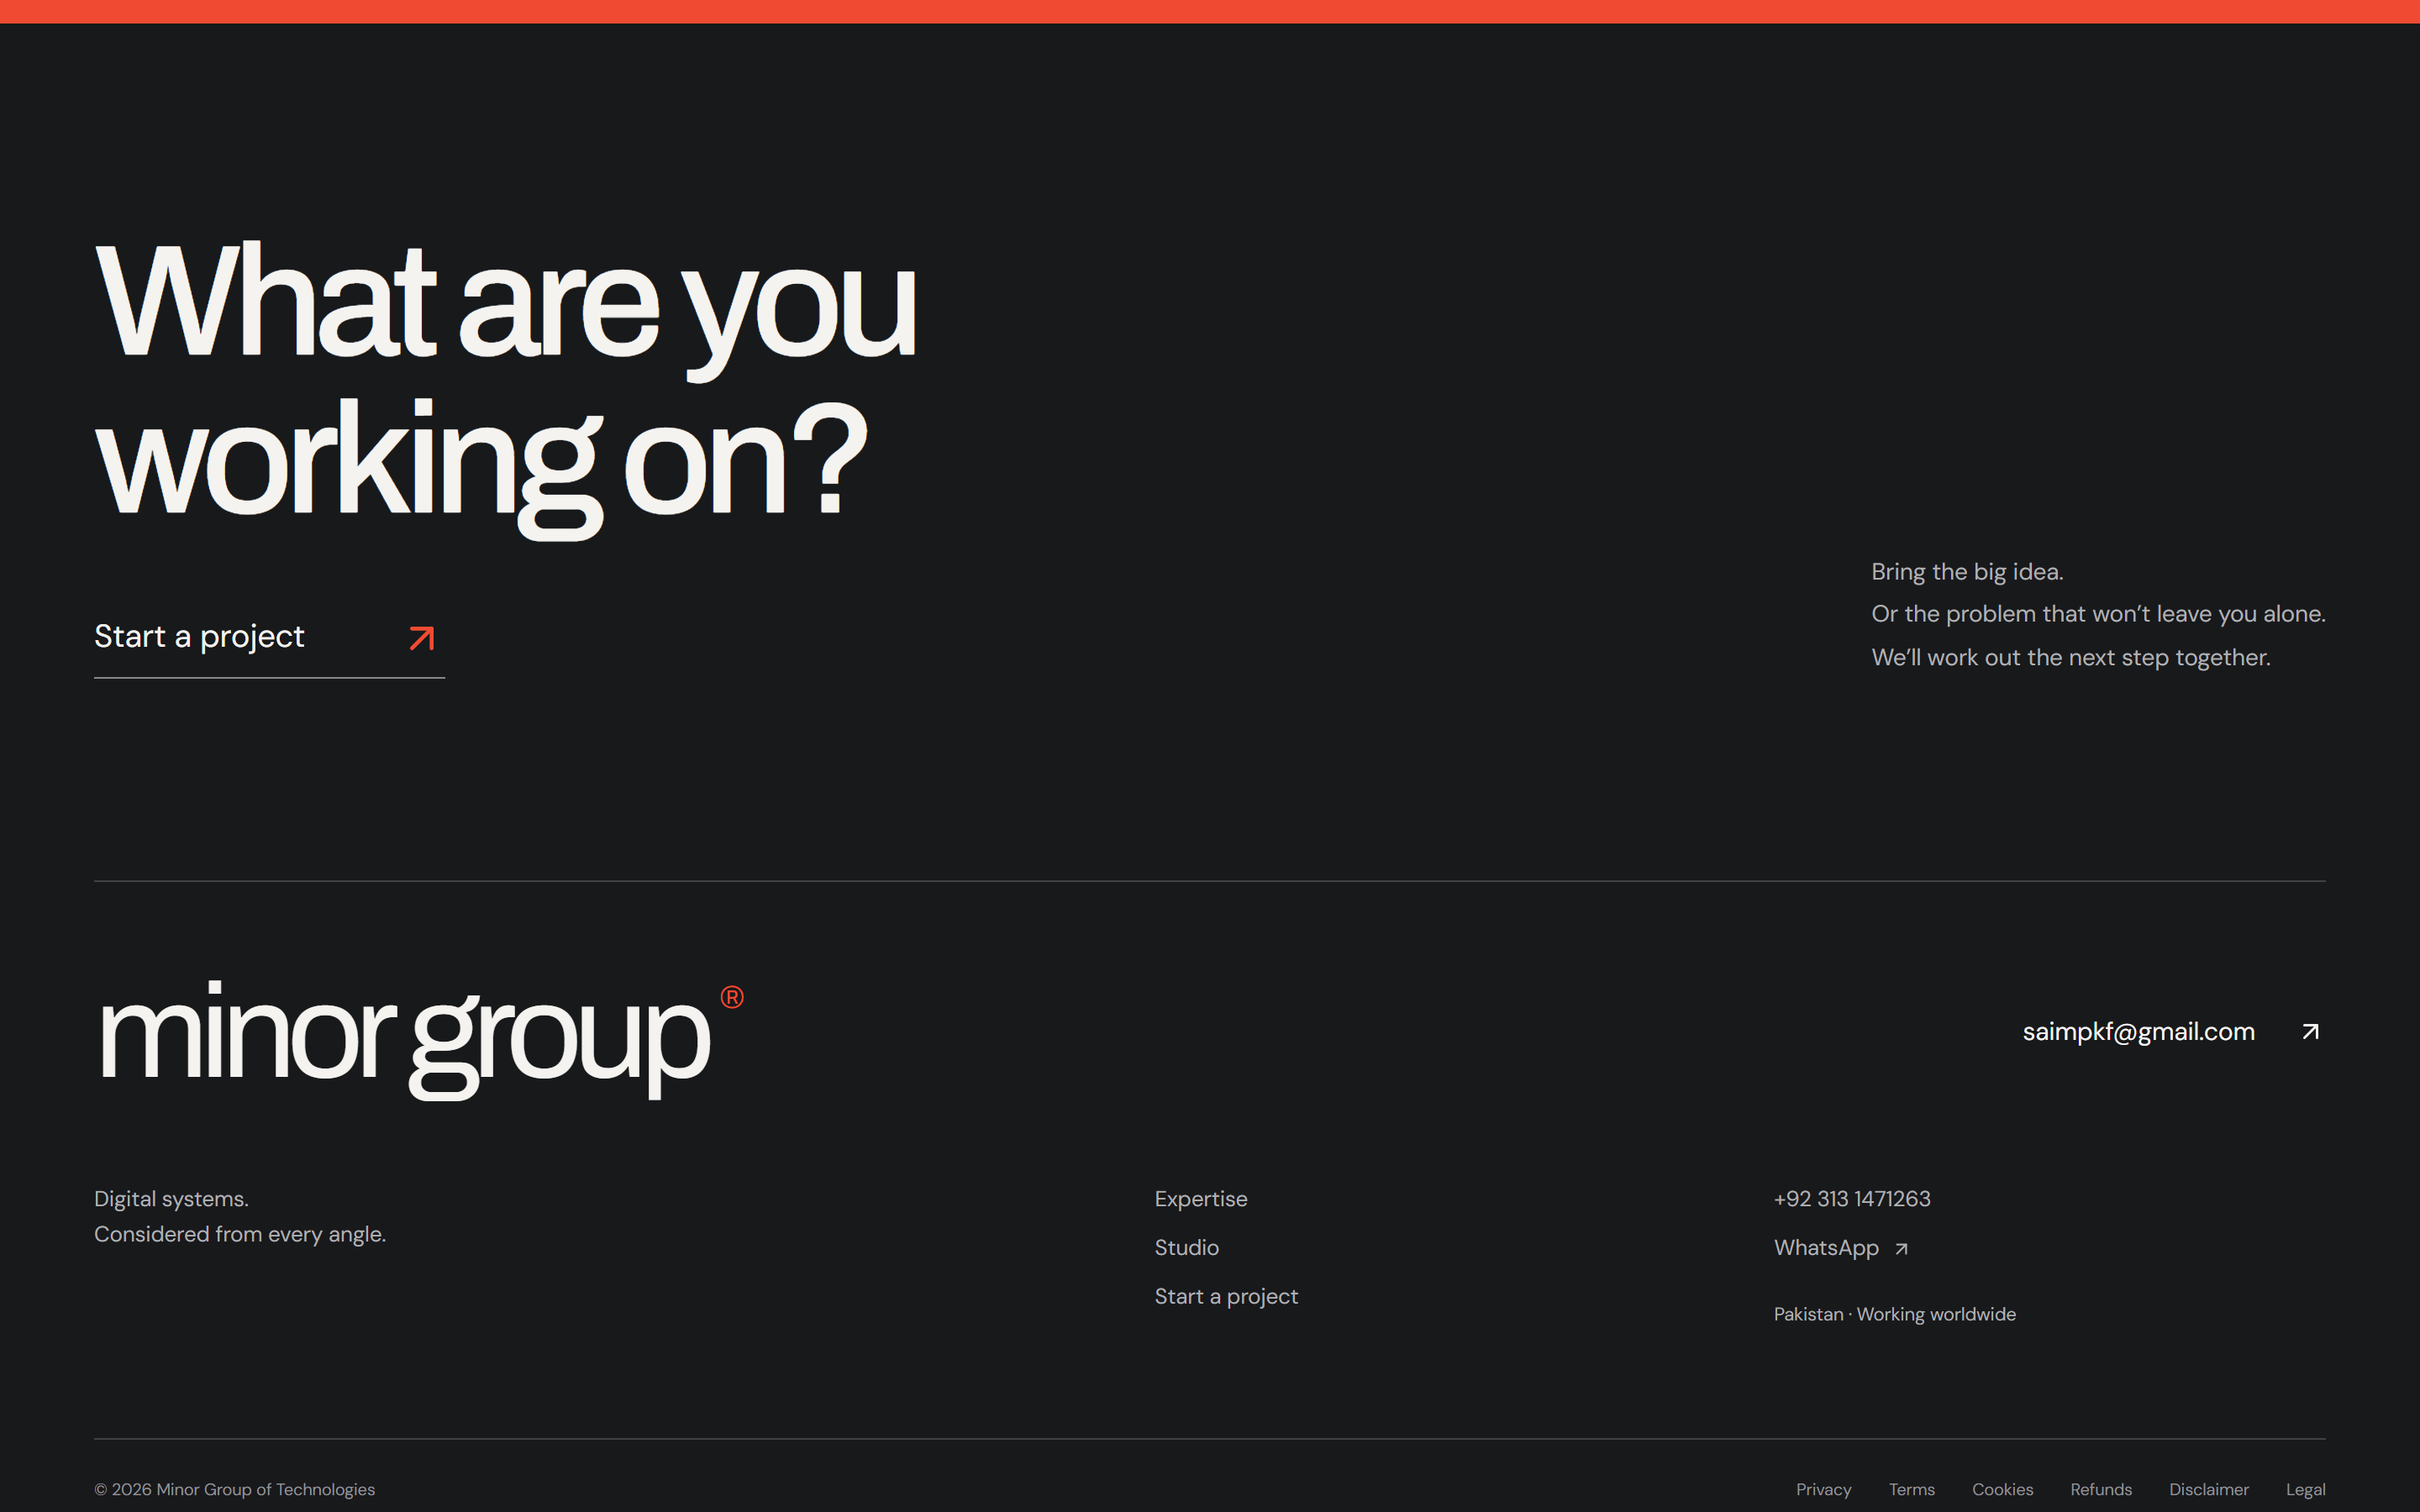 What are you
working on?
Start a project
Bring the big idea.
Or the problem that won’t leave you alone.
We’ll work out the next step together.
minor group®
saimpkf@gmail.com
Digital systems.
Considered from every angle.
Expertise
Studio
Start a project
+92 313 1471263
WhatsApp
Pakistan · Working worldwide
© 2026 Minor Group of Technologies
Privacy Terms Cookies Refunds Disclaimer Legal